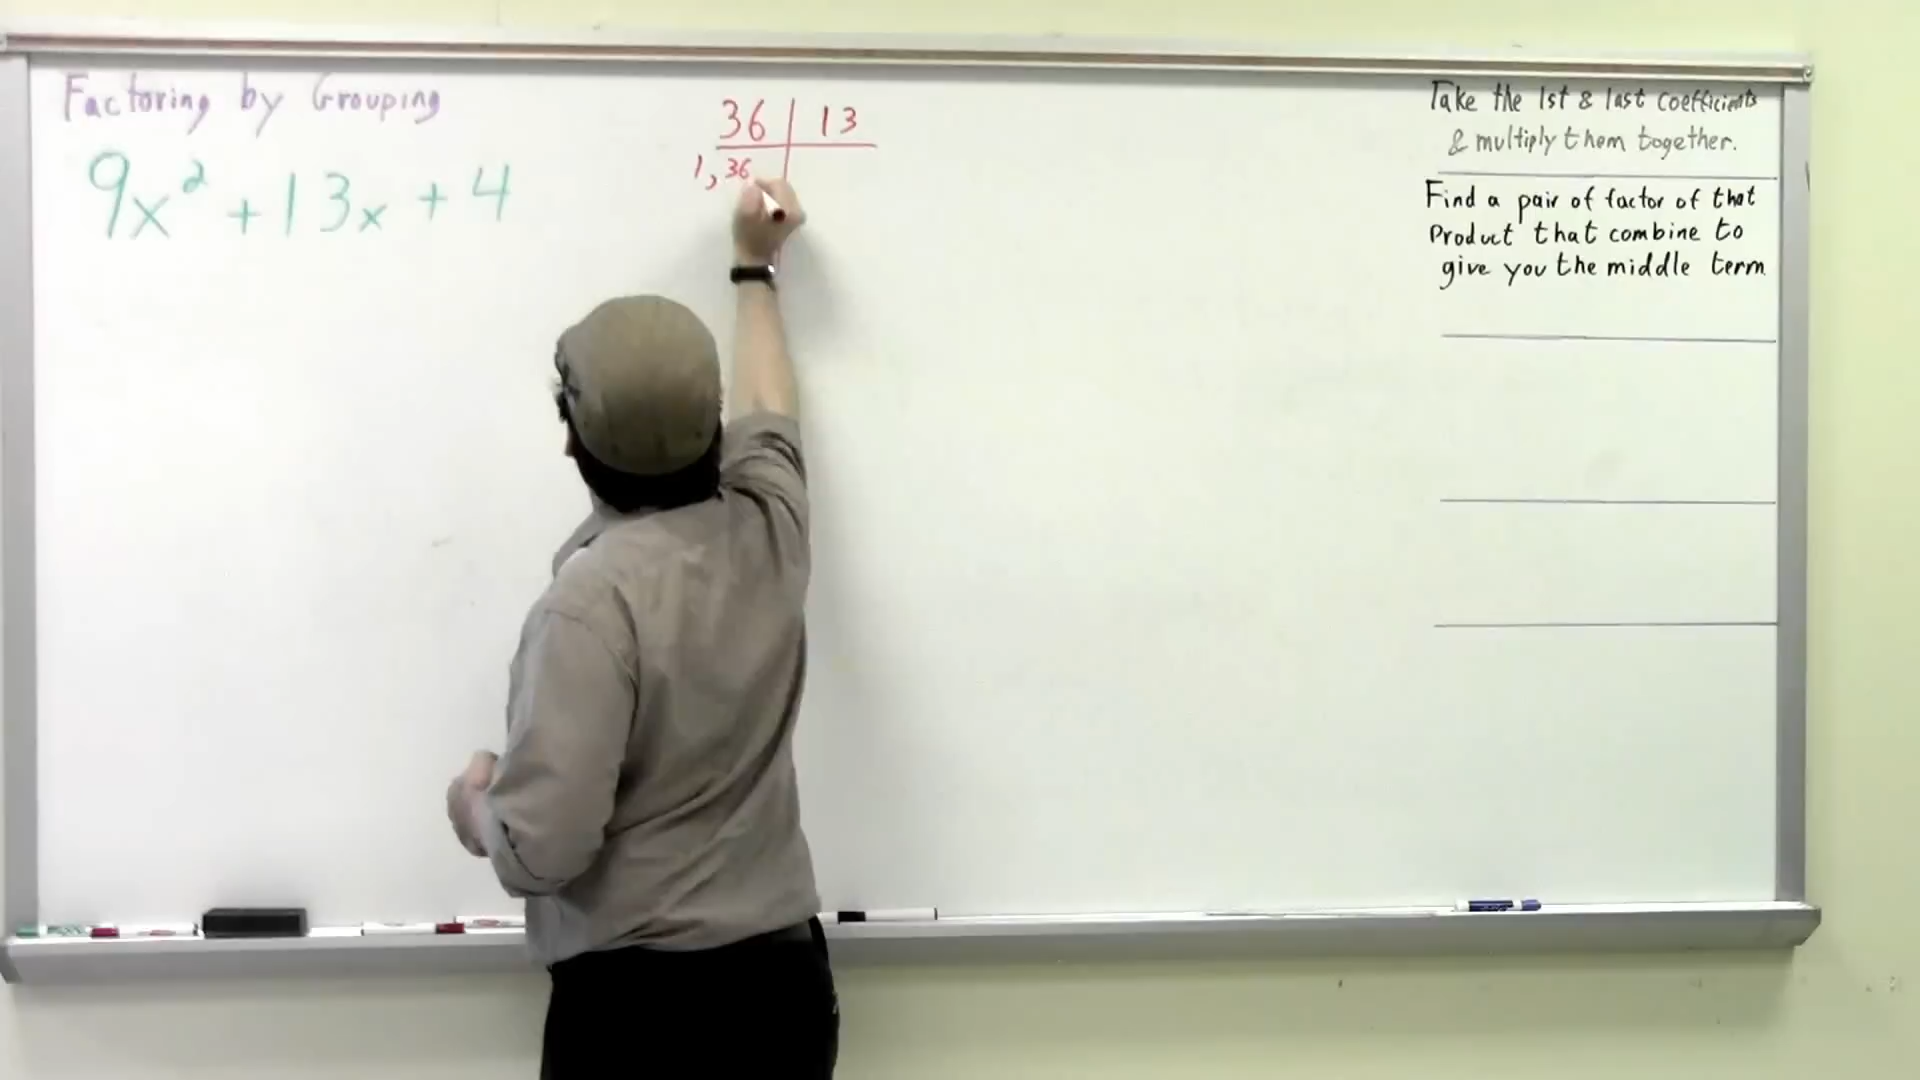 Factoring by Grouping
9x² + 13x + 4
36 | 13
1, 36
Take the 1st & last coefficients
& multiply them together.
Find a pair of factor of that
Product that combine to
give you the middle term